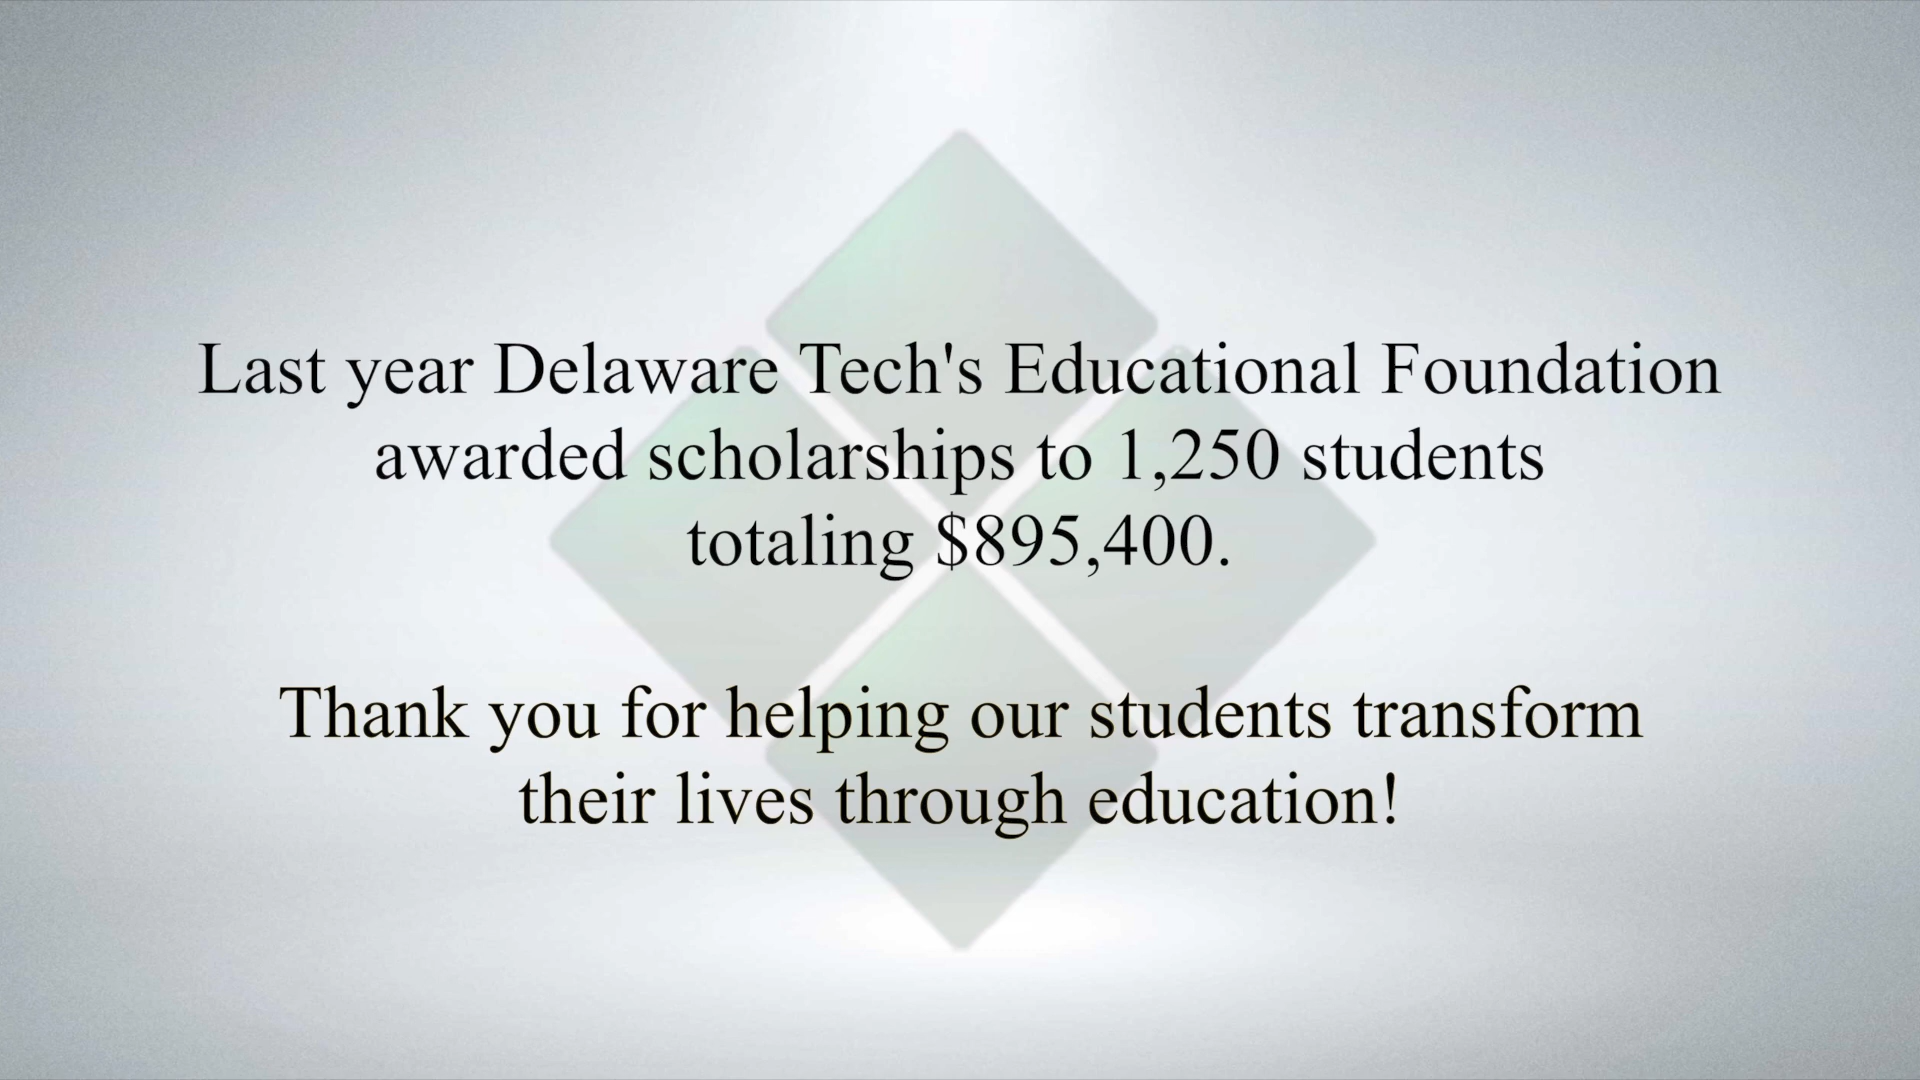 Last year Delaware Tech's Educational Foundation
awarded scholarships to 1,250 students
totaling $895,400.
Thank you for helping our students transform
their lives through education!